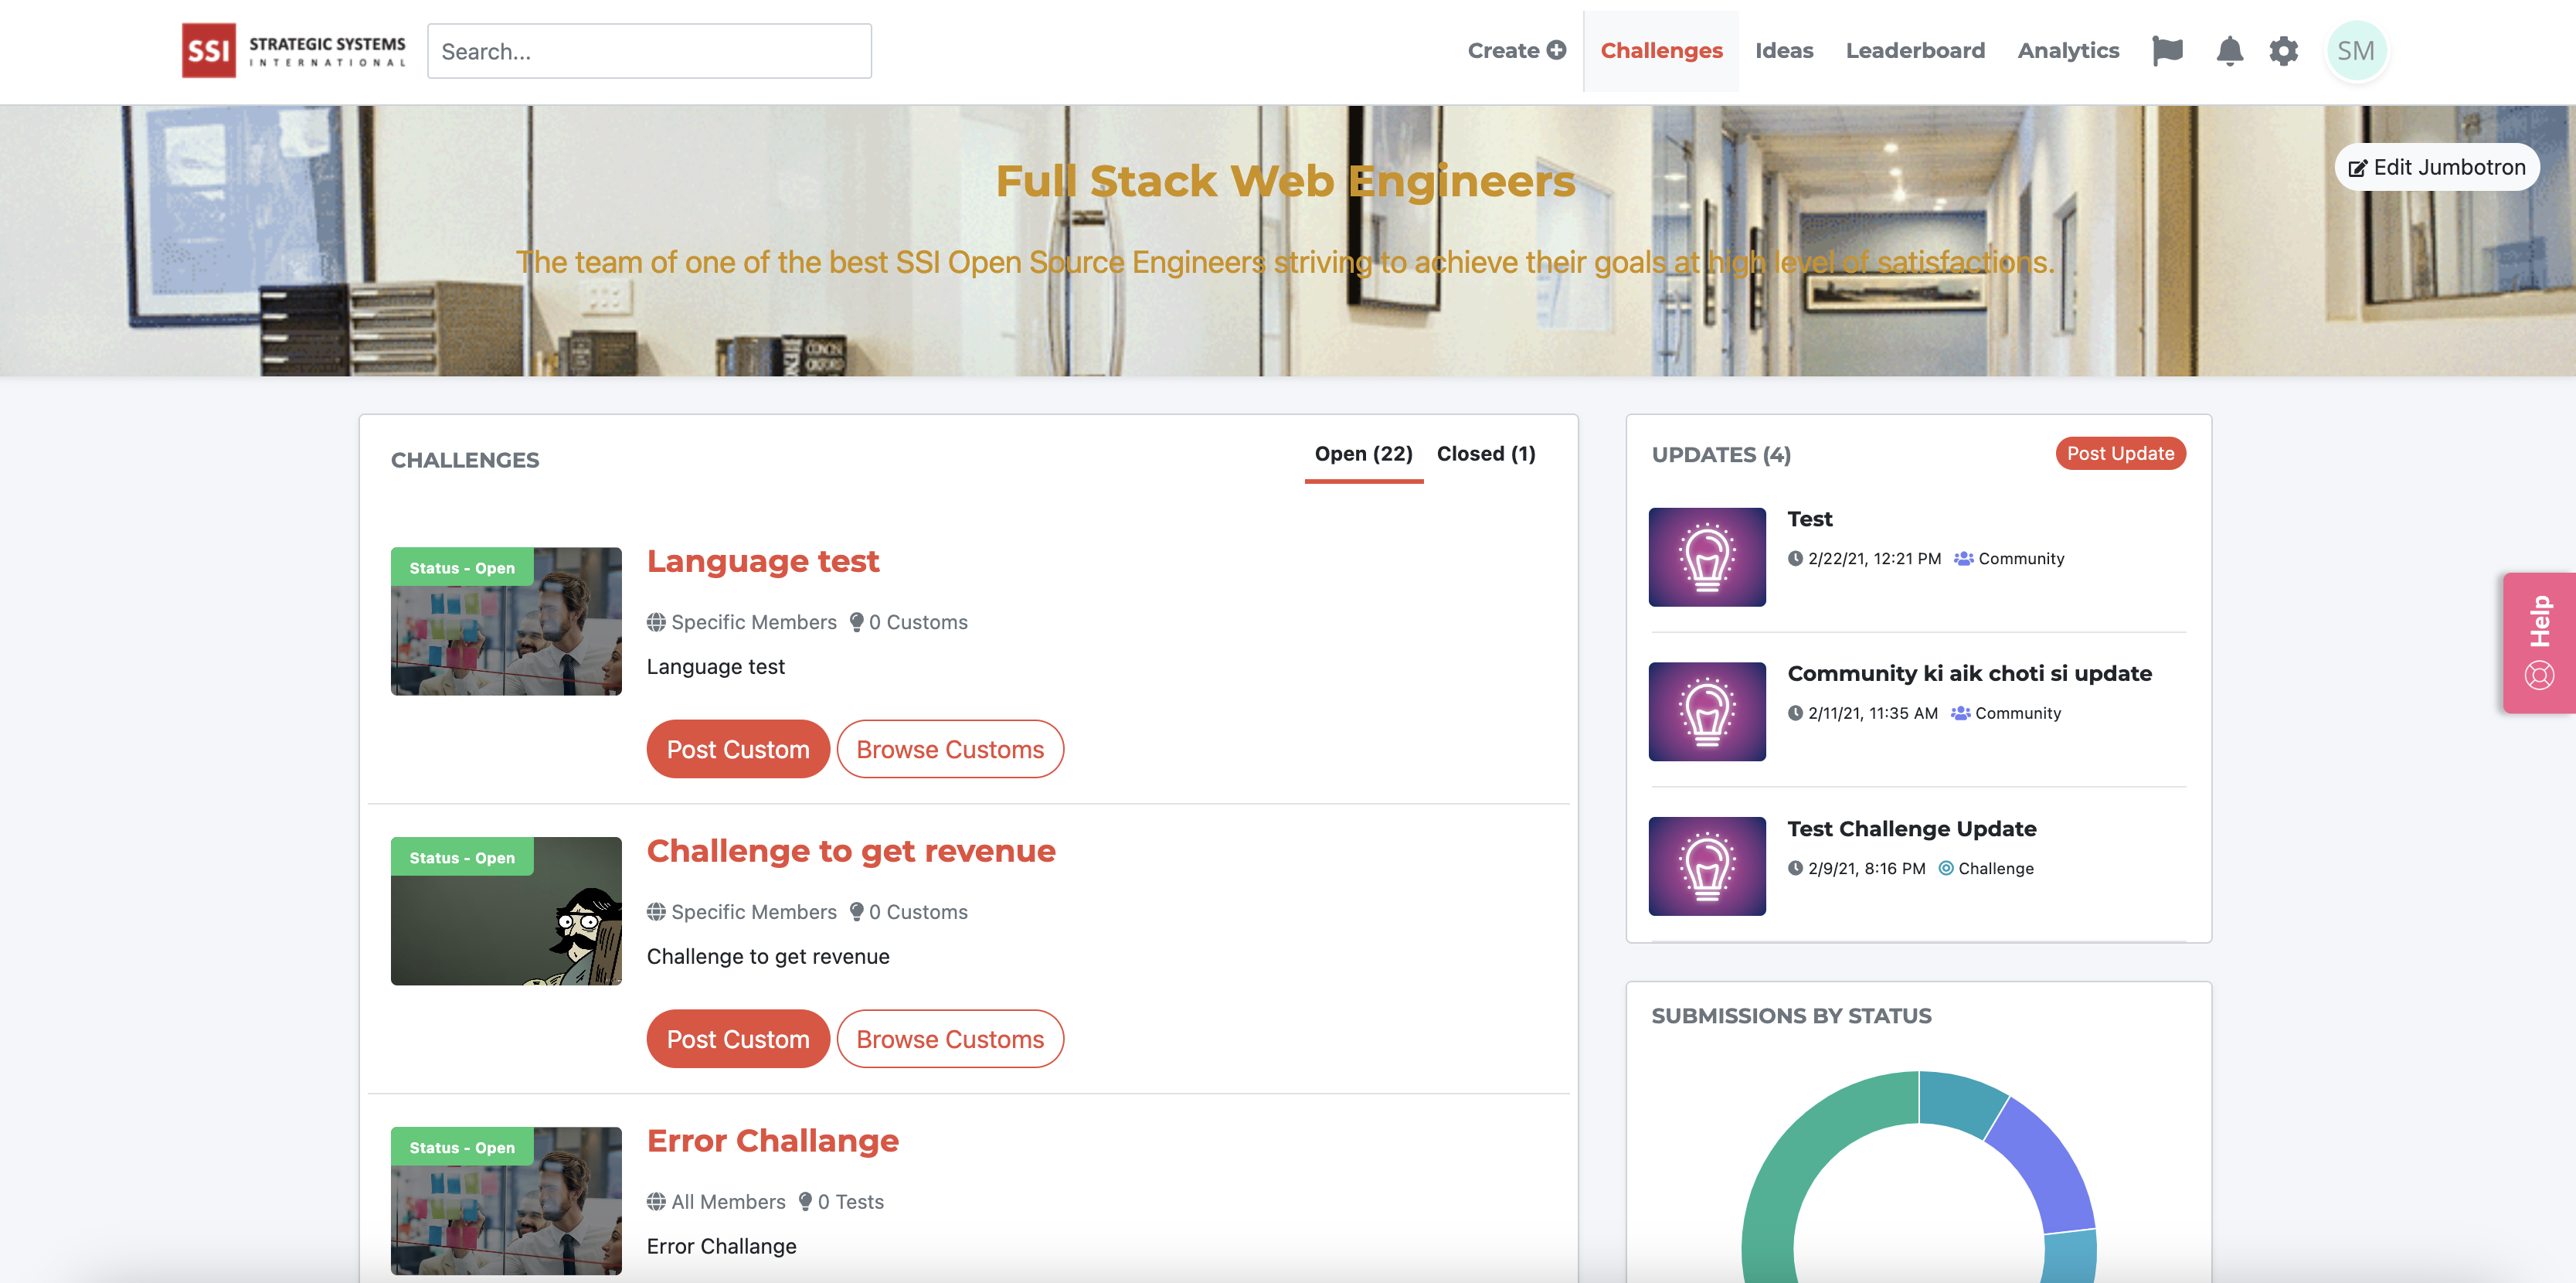 SSI STRATEGIC SYSTEMS
INTERNATIONAL
Search...
Create
Challenges
Ideas
Leaderboard
Analytics
SM
Full Stack Web Engineers
Edit Jumbotron
The team of one of the best SSI Open Source Engineers striving to achieve their goals at high level of satisfactions.
CHALLENGES
Open (22)
Closed (1)
Status - Open
Language test
Specific Members 0 Customs
Language test
Post Custom
Browse Customs
Status - Open
Challenge to get revenue
Specific Members 0 Customs
Challenge to get revenue
Post Custom
Browse Customs
Status - Open
Error Challange
All Members 0 Tests
Error Challange
UPDATES (4)
Post Update
Test
2/22/21, 12:21 PM Community
Community ki aik choti si update
2/11/21, 11:35 AM Community
Test Challenge Update
2/9/21, 8:16 PM Challenge
SUBMISSIONS BY STATUS
Help